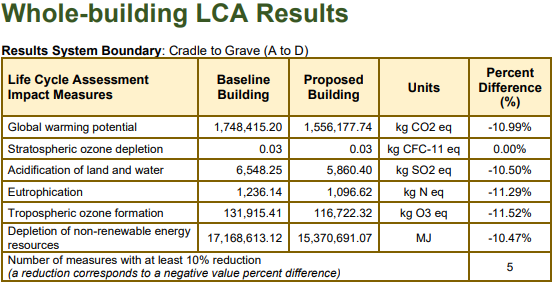 Whole-building LCA Results
Results System Boundary: Cradle to Grave (A to D)
Life Cycle Assessment Impact Measures Baseline Building Proposed Building Units Percent Difference (%)
Global warming potential 1,748,415.20 1,556,177.74 kg CO2 eq -10.99%
Stratospheric ozone depletion 0.03 0.03 kg CFC-11 eq 0.00%
Acidification of land and water 6,548.25 5,860.40 kg SO2 eq -10.50%
Eutrophication 1,236.14 1,096.62 kg N eq -11.29%
Tropospheric ozone formation 131,915.41 116,722.32 kg O3 eq -11.52%
Depletion of non-renewable energy resources 17,168,613.12 15,370,691.07 MJ -10.47%
Number of measures with at least 10% reduction
(a reduction corresponds to a negative value percent difference) 5